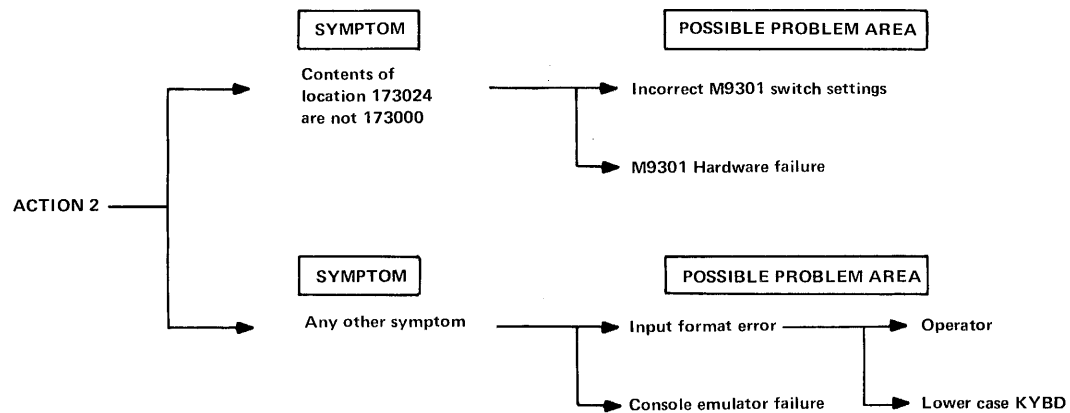 SYMPTOM
POSSIBLE PROBLEM AREA
Contents of
location 173024
are not 173000
Incorrect M9301 switch settings
M9301 Hardware failure
ACTION 2
SYMPTOM
POSSIBLE PROBLEM AREA
Any other symptom
Input format error
Operator
Console emulator failure
Lower case KYBD